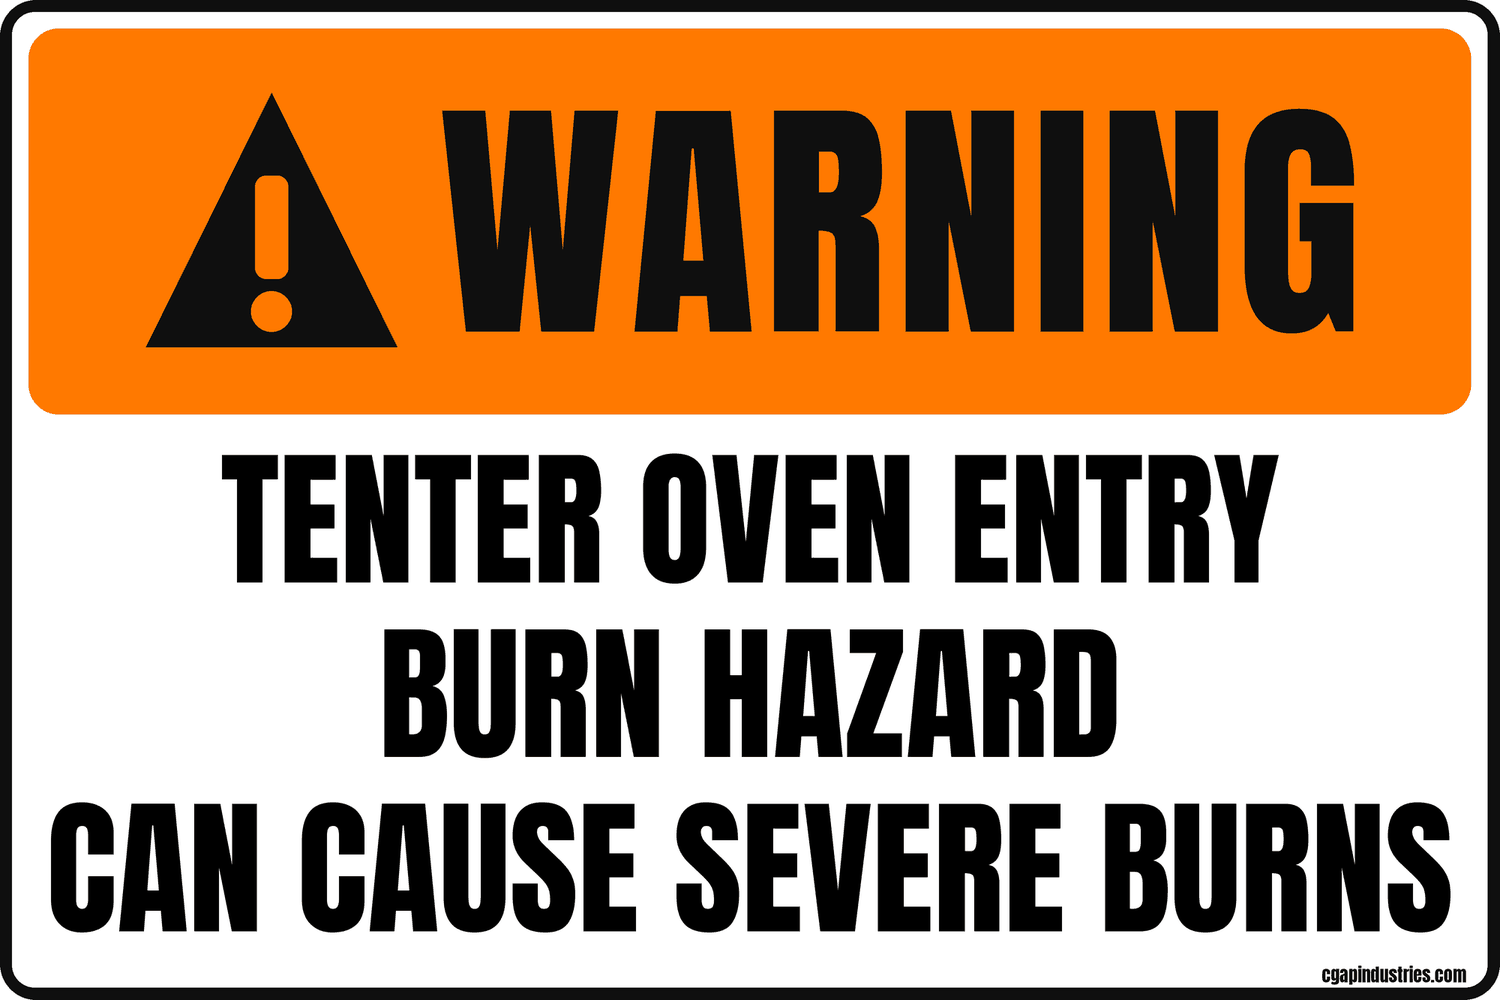 WARNING
TENTER OVEN ENTRY
BURN HAZARD
CAN CAUSE SEVERE BURNS
cgapindustries.com